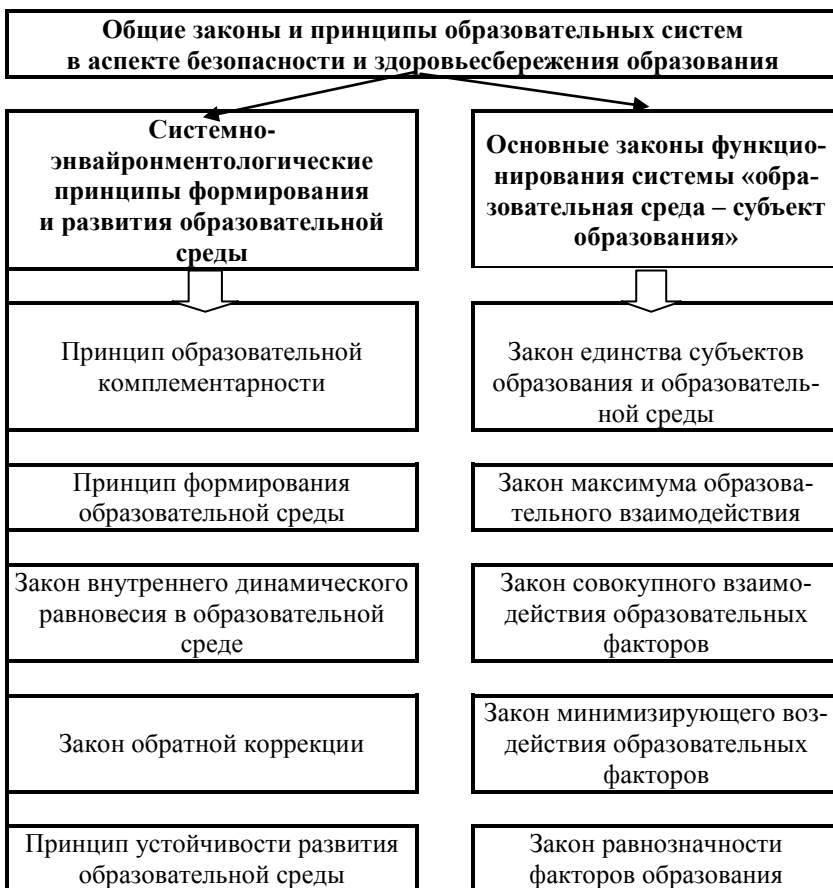 Общие законы и принципы образовательных систем
в аспекте безопасности и здоровьесбережения образования
Системно-
энвайронментологические
принципы формирования
и развития образовательной
среды
Основные законы функцио-
нирования системы «обра-
зовательная среда – субъект
образования»
Принцип образовательной
комплементарности
Закон единства субъектов
образования и образователь-
ной среды
Принцип формирования
образовательной среды
Закон максимума образова-
тельного взаимодействия
Закон внутреннего динамического
равновесия в образовательной
среде
Закон совокупного взаимо-
действия образовательных
факторов
Закон обратной коррекции
Закон минимизирующего воз-
действия образовательных
факторов
Принцип устойчивости развития
образовательной среды
Закон равнозначности
факторов образования